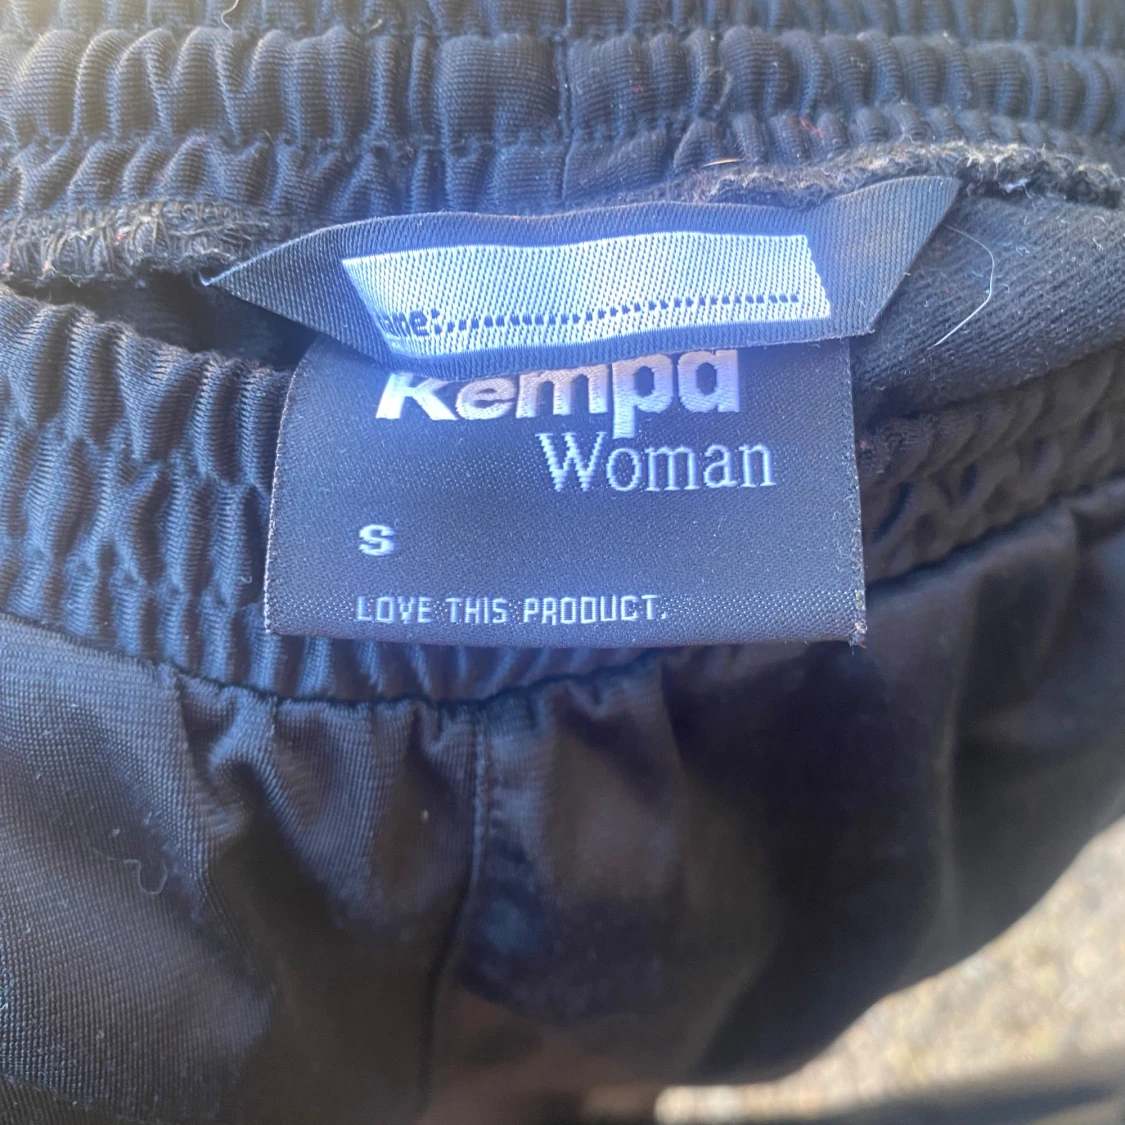 Kempa
Woman
S
LOVE THIS PRODUCT.